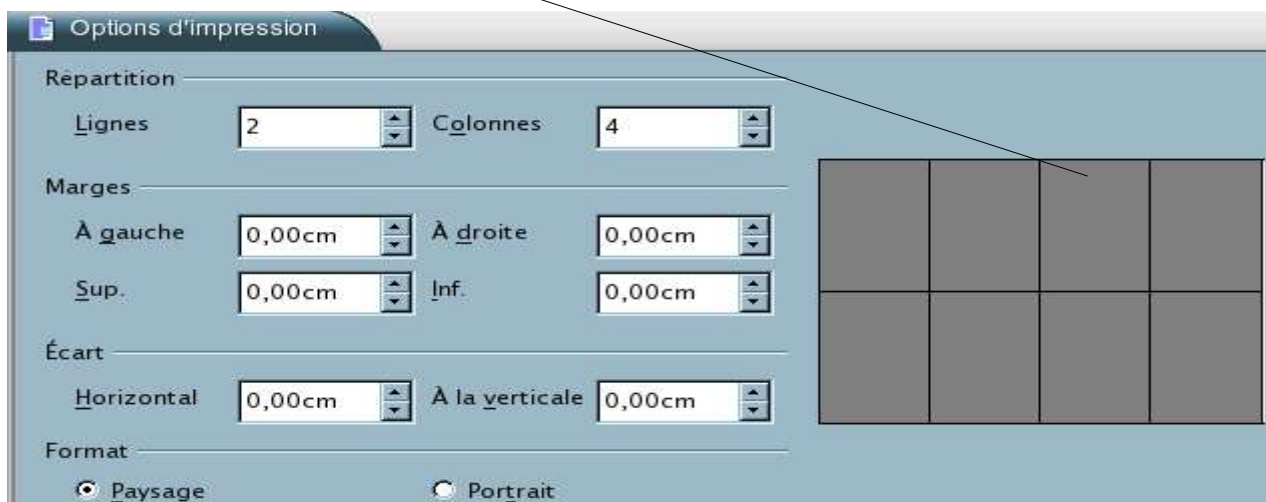 Options d'impression
Répartition
Lignes 2 Colonnes 4
Marges
À gauche 0,00cm À droite 0,00cm
Sup. 0,00cm Inf. 0,00cm
Écart
Horizontal 0,00cm À la verticale 0,00cm
Format
Paysage Portrait